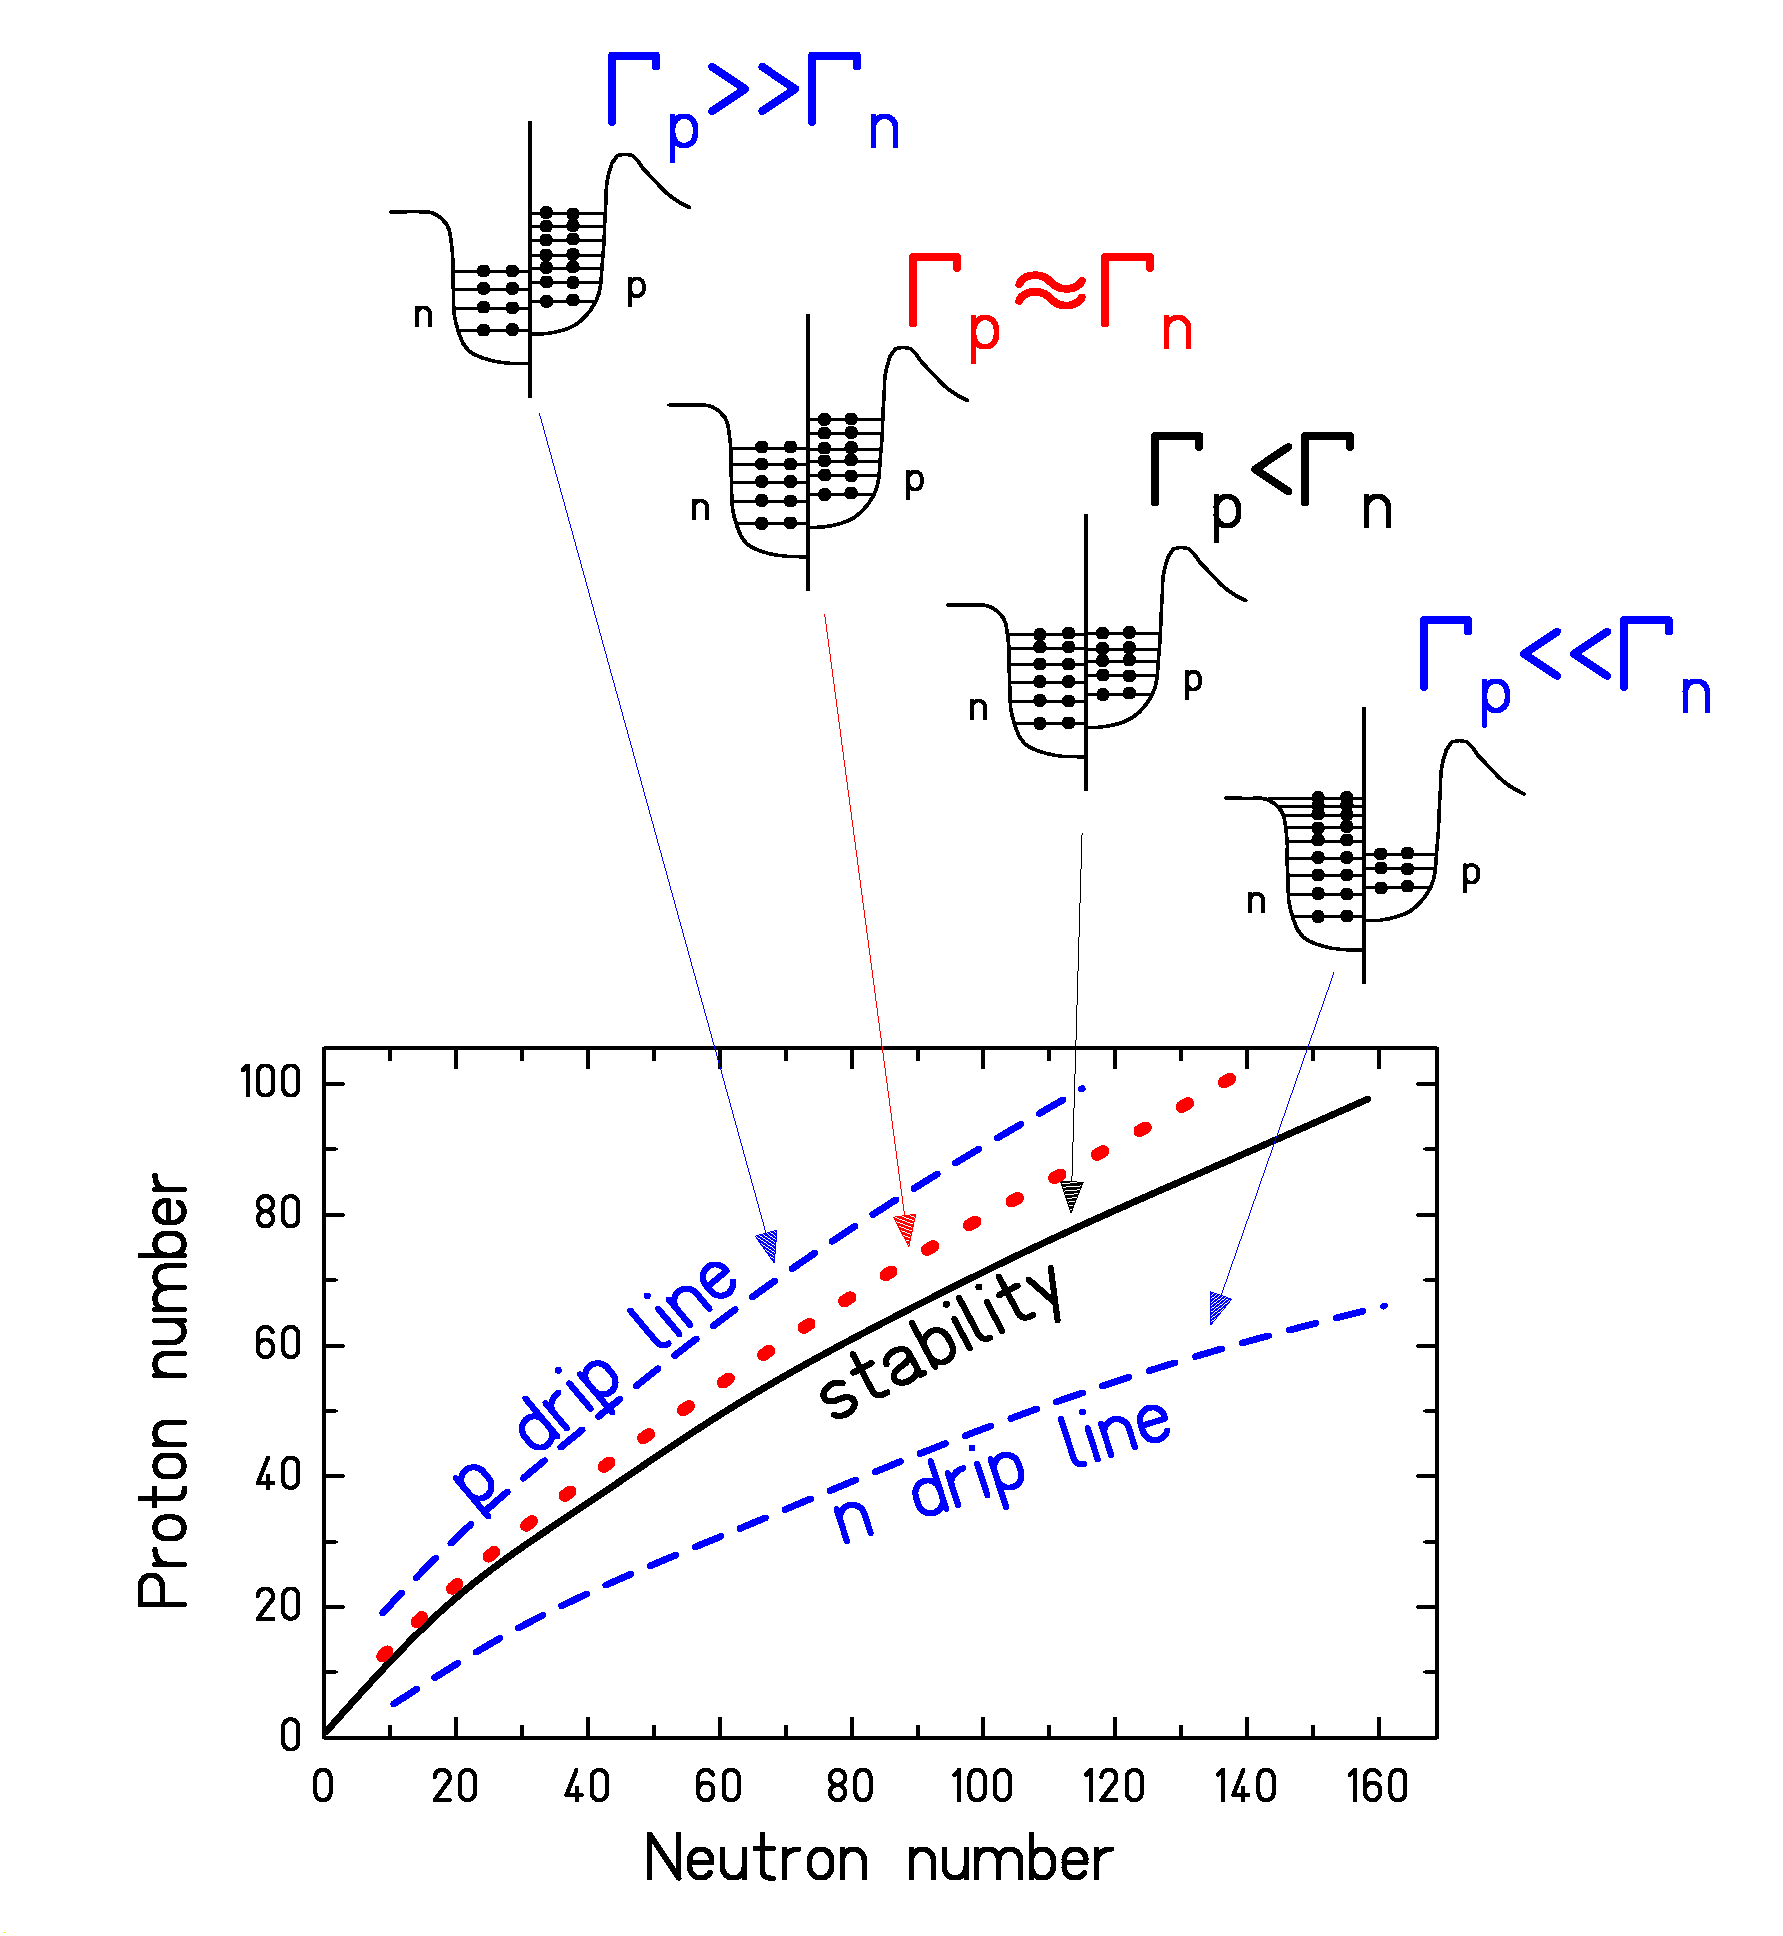 Γp>>Γn
n
p
Γp≈Γn
n
p
Γp<Γn
n
p
Γp<<Γn
n
p
100
80
60
40
20
0
Proton number
p drip line
stability
n drip line
0 20 40 60 80 100 120 140 160
Neutron number